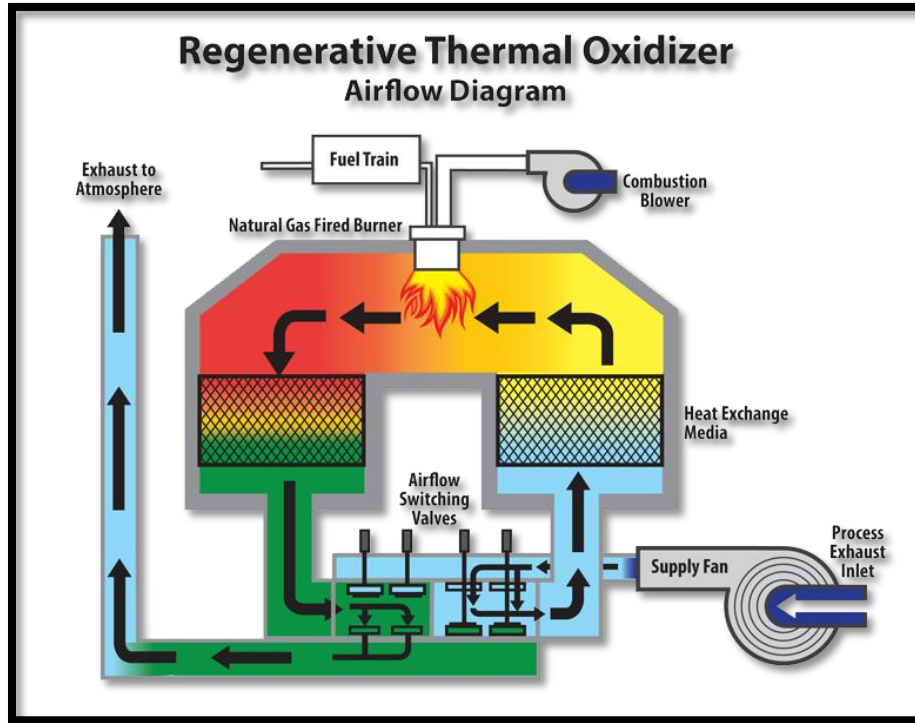 Regenerative Thermal Oxidizer
Airflow Diagram
Fuel Train
Exhaust to
Atmosphere
Combustion
Blower
Natural Gas Fired Burner
Heat Exchange
Media
Airflow
Switching
Valves
Process
Exhaust
Inlet
Supply Fan